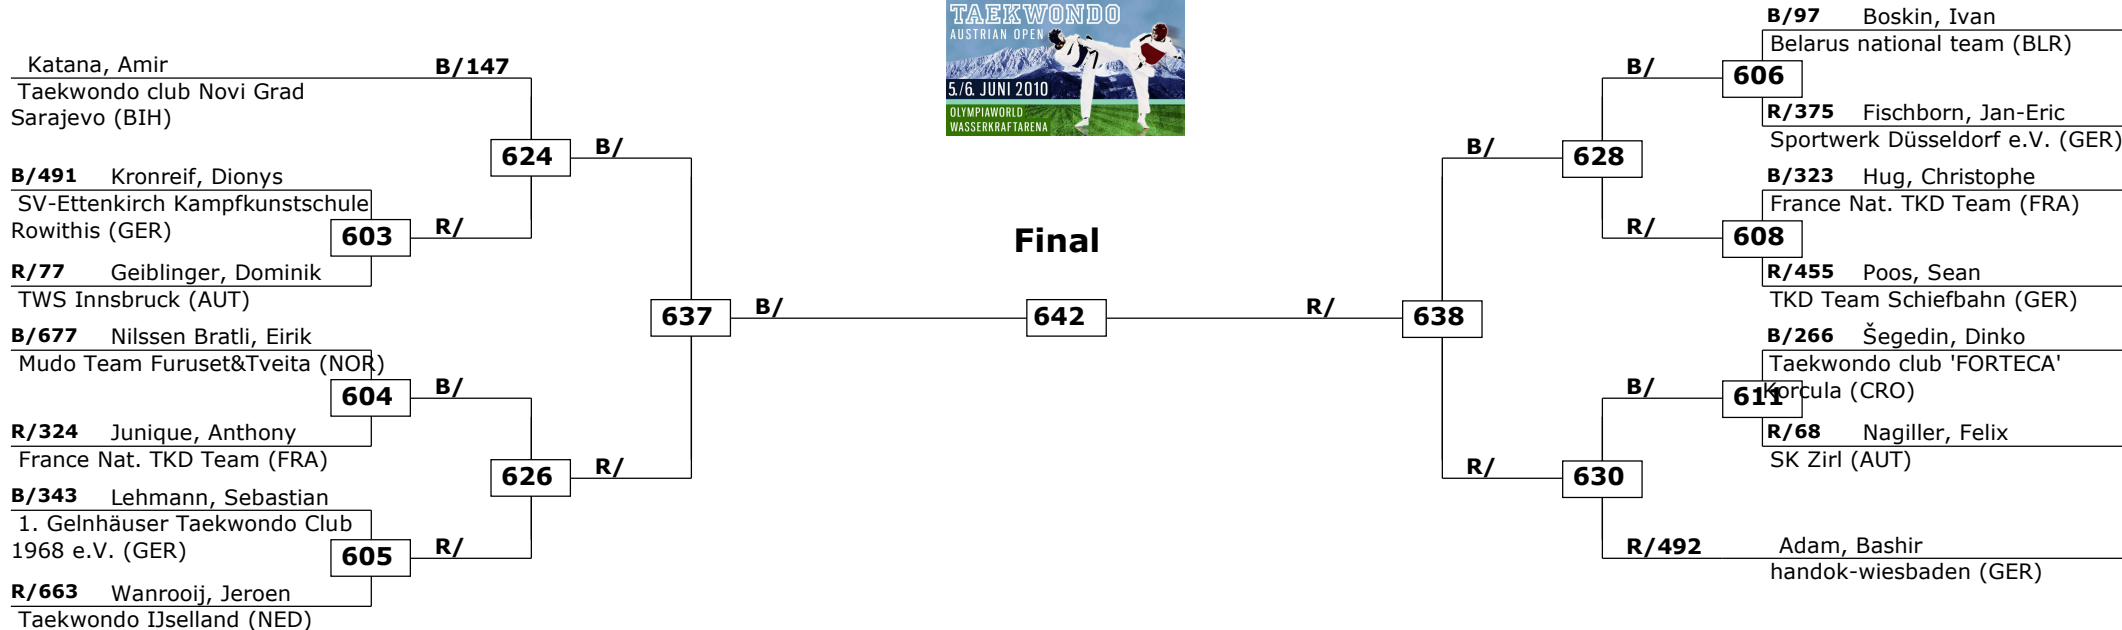 TAEKWONDO
AUSTRIAN OPEN
5./6. JUNI 2010
OLYMPIAWORLD
WASSERKRAFTARENA
Katana, Amir B/147
Taekwondo club Novi Grad
Sarajevo (BIH)
624 B/
B/491 Kronreif, Dionys
SV-Ettenkirch Kampfkunstschule
Rowithis (GER)
603 R/
R/77 Geiblinger, Dominik
TWS Innsbruck (AUT)
637 B/
B/677 Nilssen Bratli, Eirik
Mudo Team Furuset&Tveita (NOR)
604 B/
R/324 Junique, Anthony
France Nat. TKD Team (FRA)
626 R/
B/343 Lehmann, Sebastian
1. Gelnhäuser Taekwondo Club
1968 e.V. (GER)
605 R/
R/663 Wanrooij, Jeroen
Taekwondo IJselland (NED)
Final
642
B/97 Boskin, Ivan
Belarus national team (BLR)
B/ 606
R/375 Fischborn, Jan-Eric
Sportwerk Düsseldorf e.V. (GER)
B/ 628
B/323 Hug, Christophe
France Nat. TKD Team (FRA)
R/ 608
R/455 Poos, Sean
TKD Team Schiefbahn (GER)
R/ 638
B/266 Šegedin, Dinko
Taekwondo club 'FORTECA'
Korcula (CRO)
B/ 611
R/68 Nagiller, Felix
SK Zirl (AUT)
R/ 630
R/492 Adam, Bashir
handok-wiesbaden (GER)